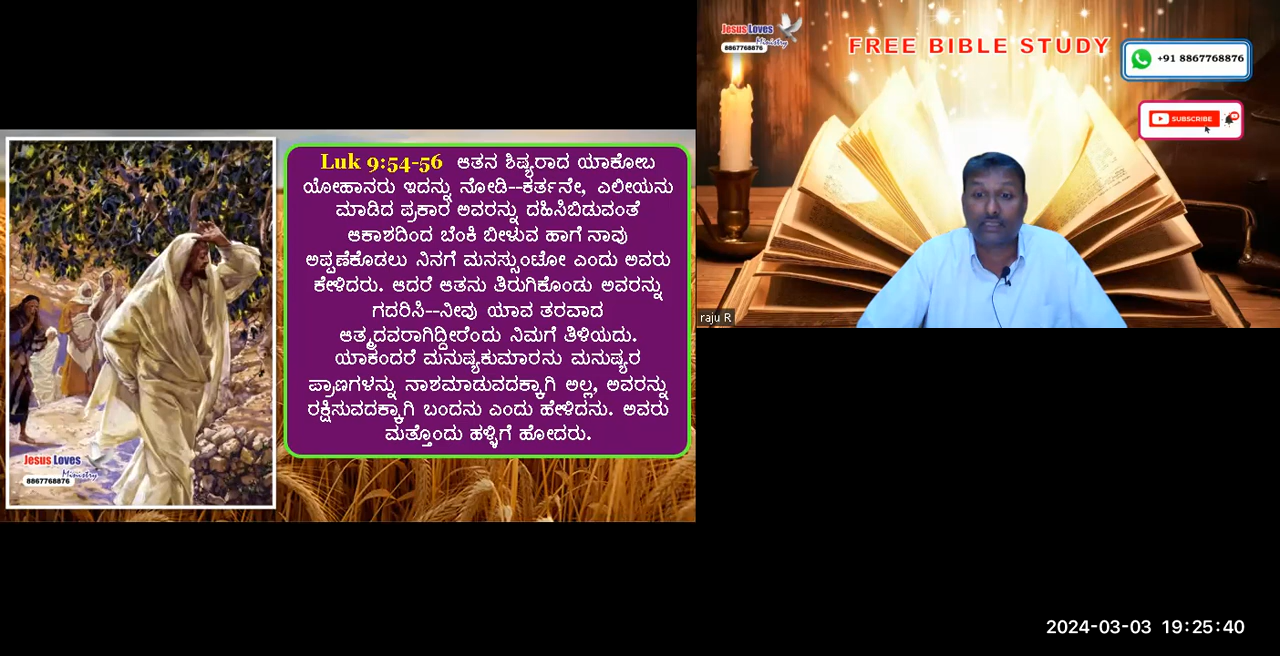 Luk 9:54-56 ಆತನ ಶಿಷ್ಯರಾದ ಯಾಕೋಬ
ಯೋಹಾನರು ಇದನ್ನು ನೋಡಿ--ಕರ್ತನೇ, ಎಲೀಯನು
ಮಾಡಿದ ಪ್ರಕಾರ ಅವರನ್ನು ದಹಿಸಿಬಿಡುವಂತೆ
ಆಕಾಶದಿಂದ ಬೆಂಕಿ ಬೀಳುವ ಹಾಗೆ ನಾವು
ಅಪ್ಪಣೆಕೊಡಲು ನಿನಗೆ ಮನಸ್ಸುಂಟೋ ಎಂದು ಅವರು
ಕೇಳಿದರು. ಆದರೆ ಆತನು ತಿರುಗಿಕೊಂಡು ಅವರನ್ನು
ಗದರಿಸಿ--ನೀವು ಯಾವ ತರವಾದ
ಆತ್ಮದವರಾಗಿದ್ದೀರೆಂದು ನಿಮಗೆ ತಿಳಿಯದು.
ಯಾಕಂದರೆ ಮನುಷ್ಯಕುಮಾರನು ಮನುಷ್ಯರ
ಪ್ರಾಣಗಳನ್ನು ನಾಶಮಾಡುವದಕ್ಕಾಗಿ ಅಲ್ಲ, ಅವರನ್ನು
ರಕ್ಷಿಸುವದಕ್ಕಾಗಿ ಬಂದನು ಎಂದು ಹೇಳಿದನು. ಅವರು
ಮತ್ತೊಂದು ಹಳ್ಳಿಗೆ ಹೋದರು.
Jesus Loves
Ministry
8867768876
Jesus Loves
Ministry
8867768876
FREE BIBLE STUDY
+91 8867768876
SUBSCRIBE
raju R
2024-03-03 19:25:40